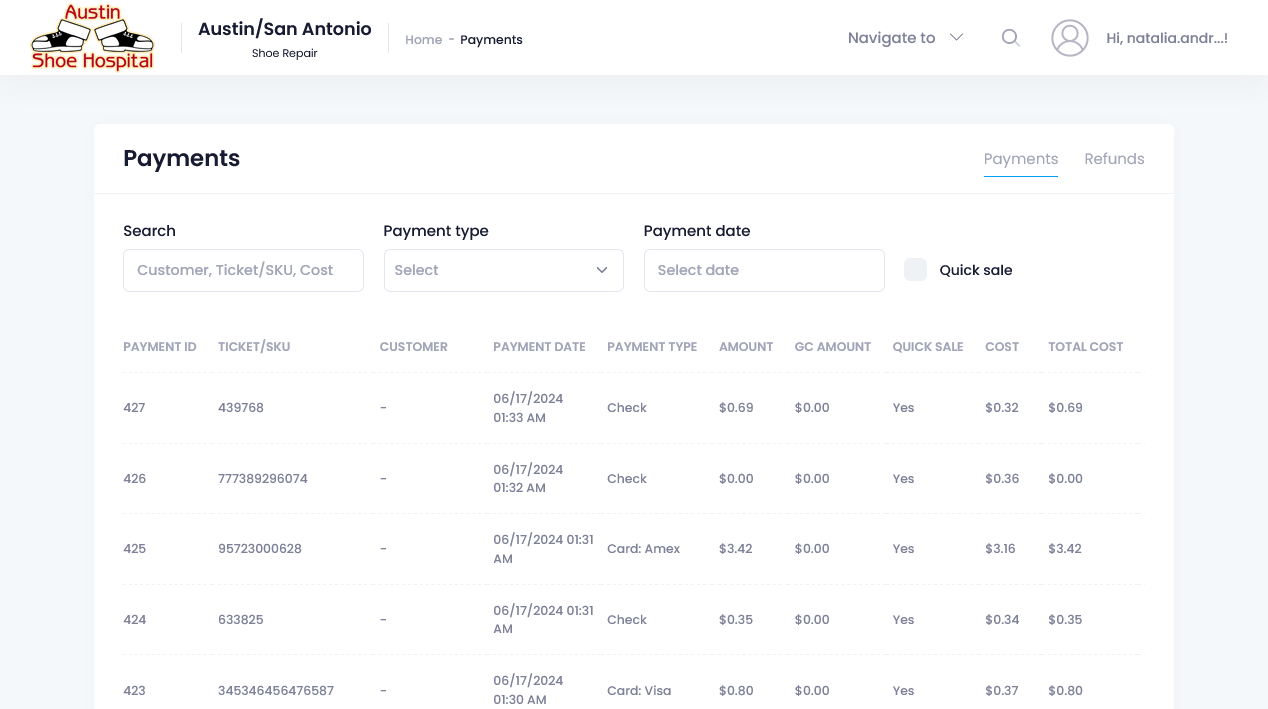 Austin
Shoe Hospital
Austin/San Antonio
Shoe Repair
Home - Payments
Navigate to
Hi, natalia.andr...!
Payments
Payments Refunds
Search Payment type Payment date
Customer, Ticket/SKU, Cost Select Select date Quick sale
PAYMENT ID TICKET/SKU CUSTOMER PAYMENT DATE PAYMENT TYPE AMOUNT GC AMOUNT QUICK SALE COST TOTAL COST
427 439768 - 06/17/2024 01:33 AM Check $0.69 $0.00 Yes $0.32 $0.69
426 777389296074 - 06/17/2024 01:32 AM Check $0.00 $0.00 Yes $0.36 $0.00
425 95723000628 - 06/17/2024 01:31 AM Card: Amex $3.42 $0.00 Yes $3.16 $3.42
424 633825 - 06/17/2024 01:31 AM Check $0.35 $0.00 Yes $0.34 $0.35
423 345346456476587 - 06/17/2024 01:30 AM Card: Visa $0.80 $0.00 Yes $0.37 $0.80